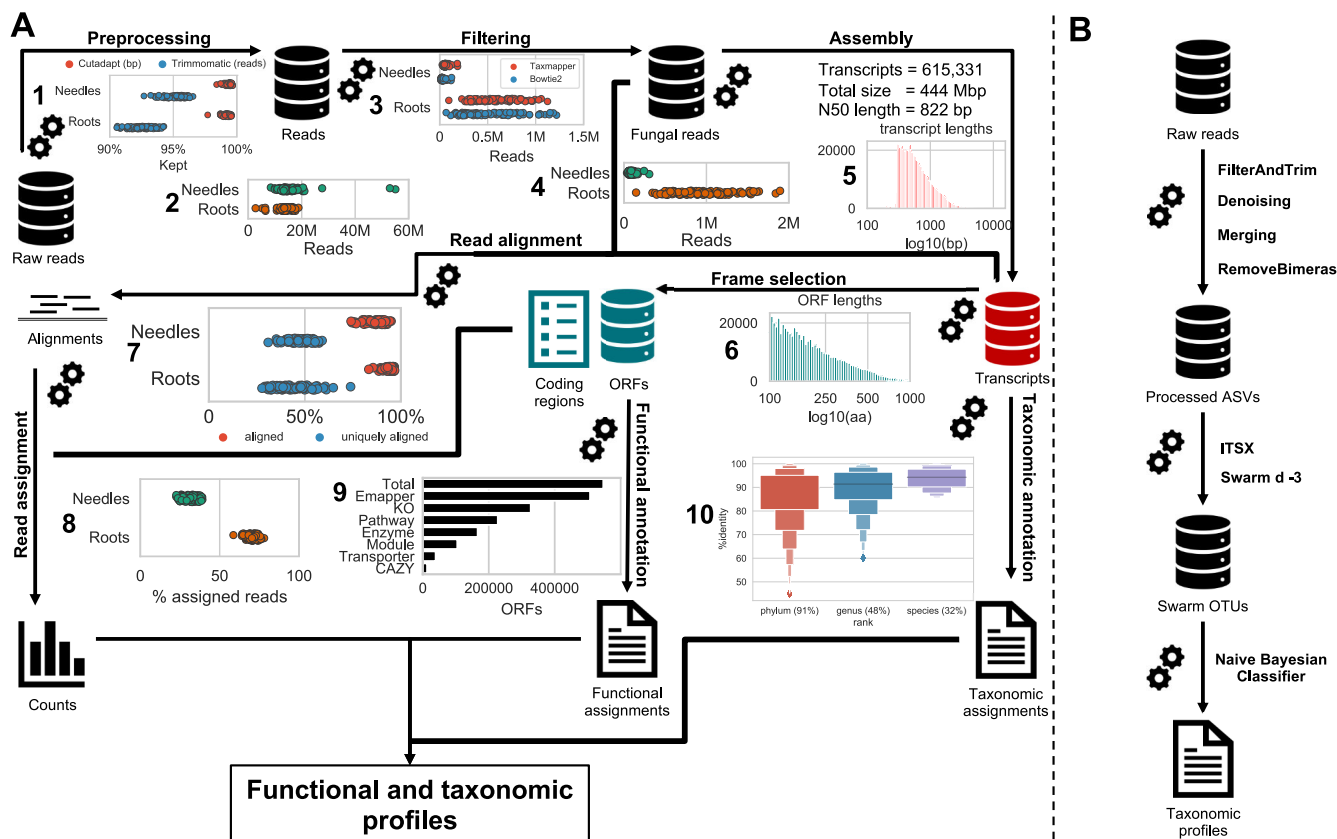 A
Preprocessing
Filtering
Assembly
B
Cutadapt (bp)
Trimmomatic (reads)
1
Needles
Roots
90%
95%
100%
Kept
Reads
3
Needles
Roots
Taxmapper
Bowtie2
0
0.5M
1M
1.5M
Reads
Fungal reads
Transcripts = 615,331
Total size = 444 Mbp
N50 length = 822 bp
transcript lengths
5
20000
0
100
1000
10000
log10(bp)
Raw reads
2
Needles
Roots
0
20M
40M
60M
Reads
4
Needles
Roots
0
1M
2M
Reads
Raw reads
Read alignment
Frame selection
Alignments
7
Needles
Roots
0
50%
100%
aligned
uniquely aligned
Coding
regions
ORFs
ORF lengths
6
20000
0
100
250
500
1000
log10(aa)
Transcripts
Read assignment
Functional annotation
Taxonomic annotation
8
Needles
Roots
0
50
100
% assigned reads
9
Total
Emapper
KO
Pathway
Enzyme
Module
Transporter
CAZY
0
200000
400000
ORFs
10
%identity
100
90
80
70
60
50
phylum (91%)
genus (48%)
species (32%)
rank
Counts
Functional
assignments
Taxonomic
assignments
Functional and taxonomic
profiles
FilterAndTrim
Denoising
Merging
RemoveBimeras
Processed ASVs
ITSX
Swarm d -3
Swarm OTUs
Naive Bayesian
Classifier
Taxonomic
profiles